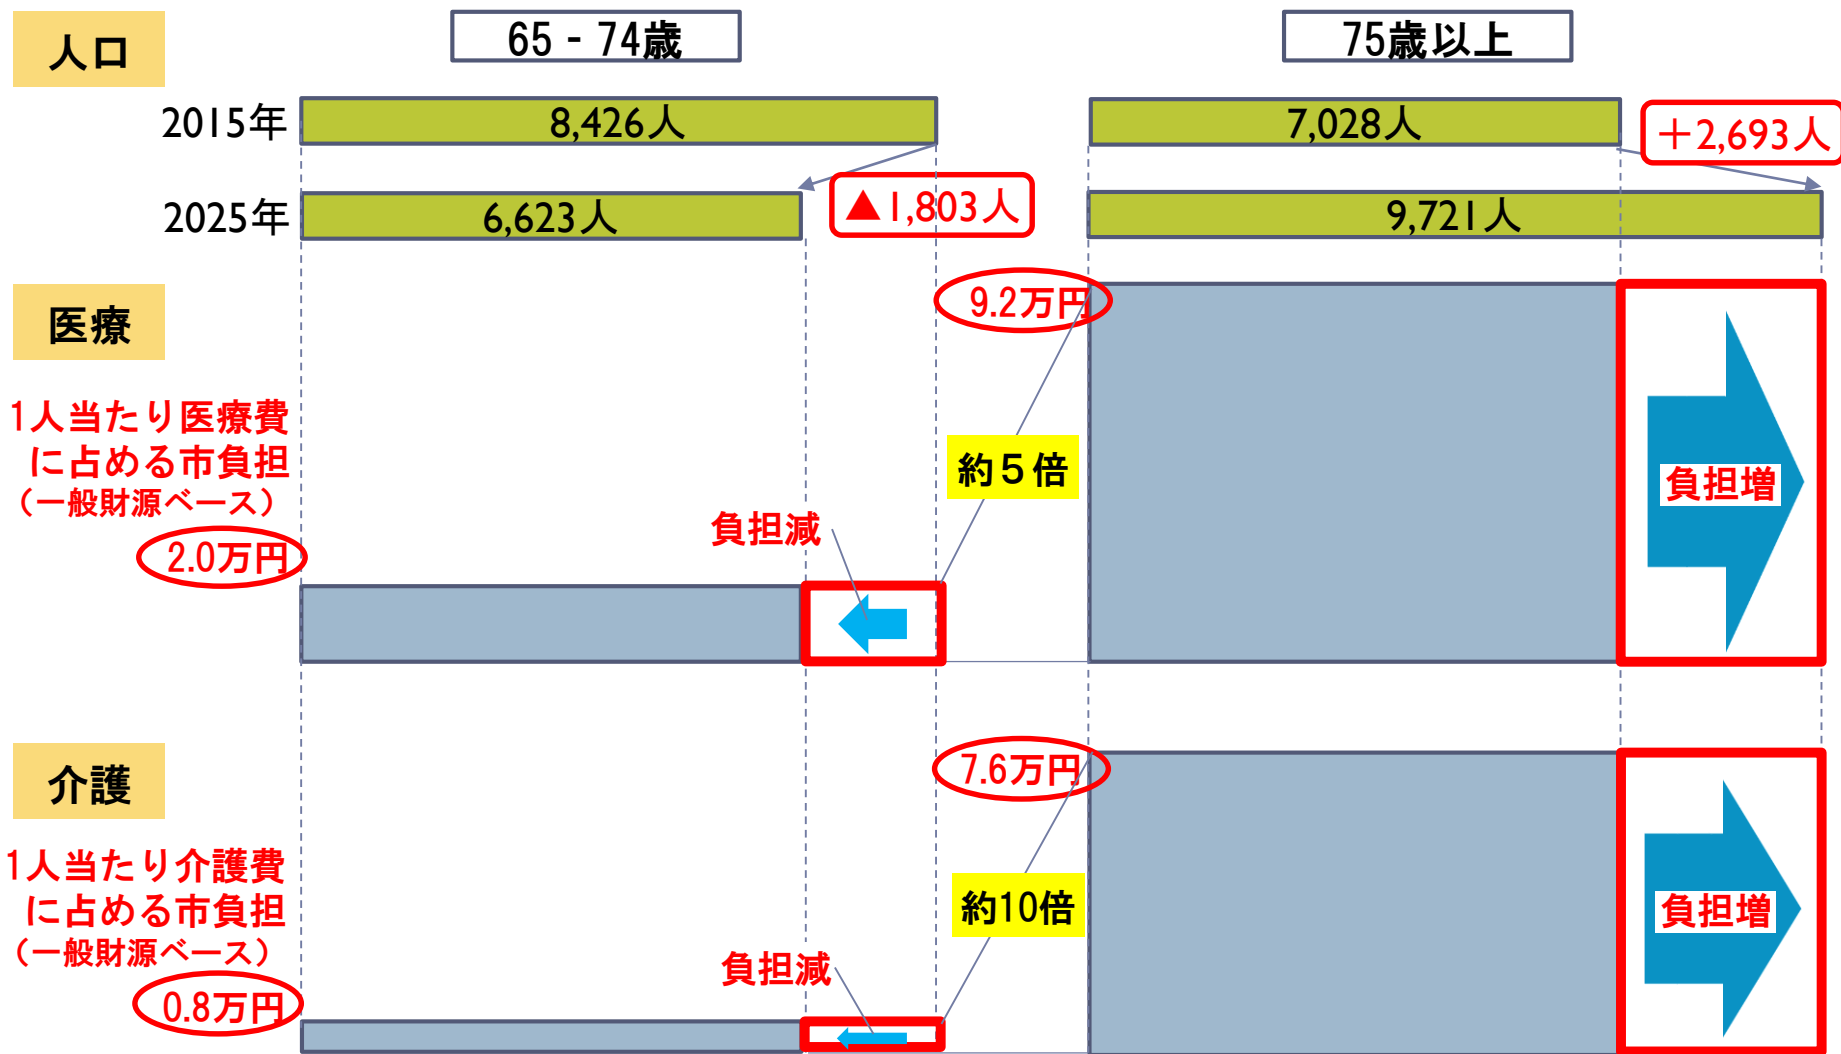 人口
65‐74歳
75歳以上
2015年
8,426人
7,028人
＋2,693人
2025年
6,623人
▲1,803人
9,721人
医療
9.2万円
1人当たり医療費
に占める市負担
（一般財源ベース）
2.0万円
約５倍
負担減
負担増
介護
7.6万円
1人当たり介護費
に占める市負担
（一般財源ベース）
0.8万円
約10倍
負担減
負担増